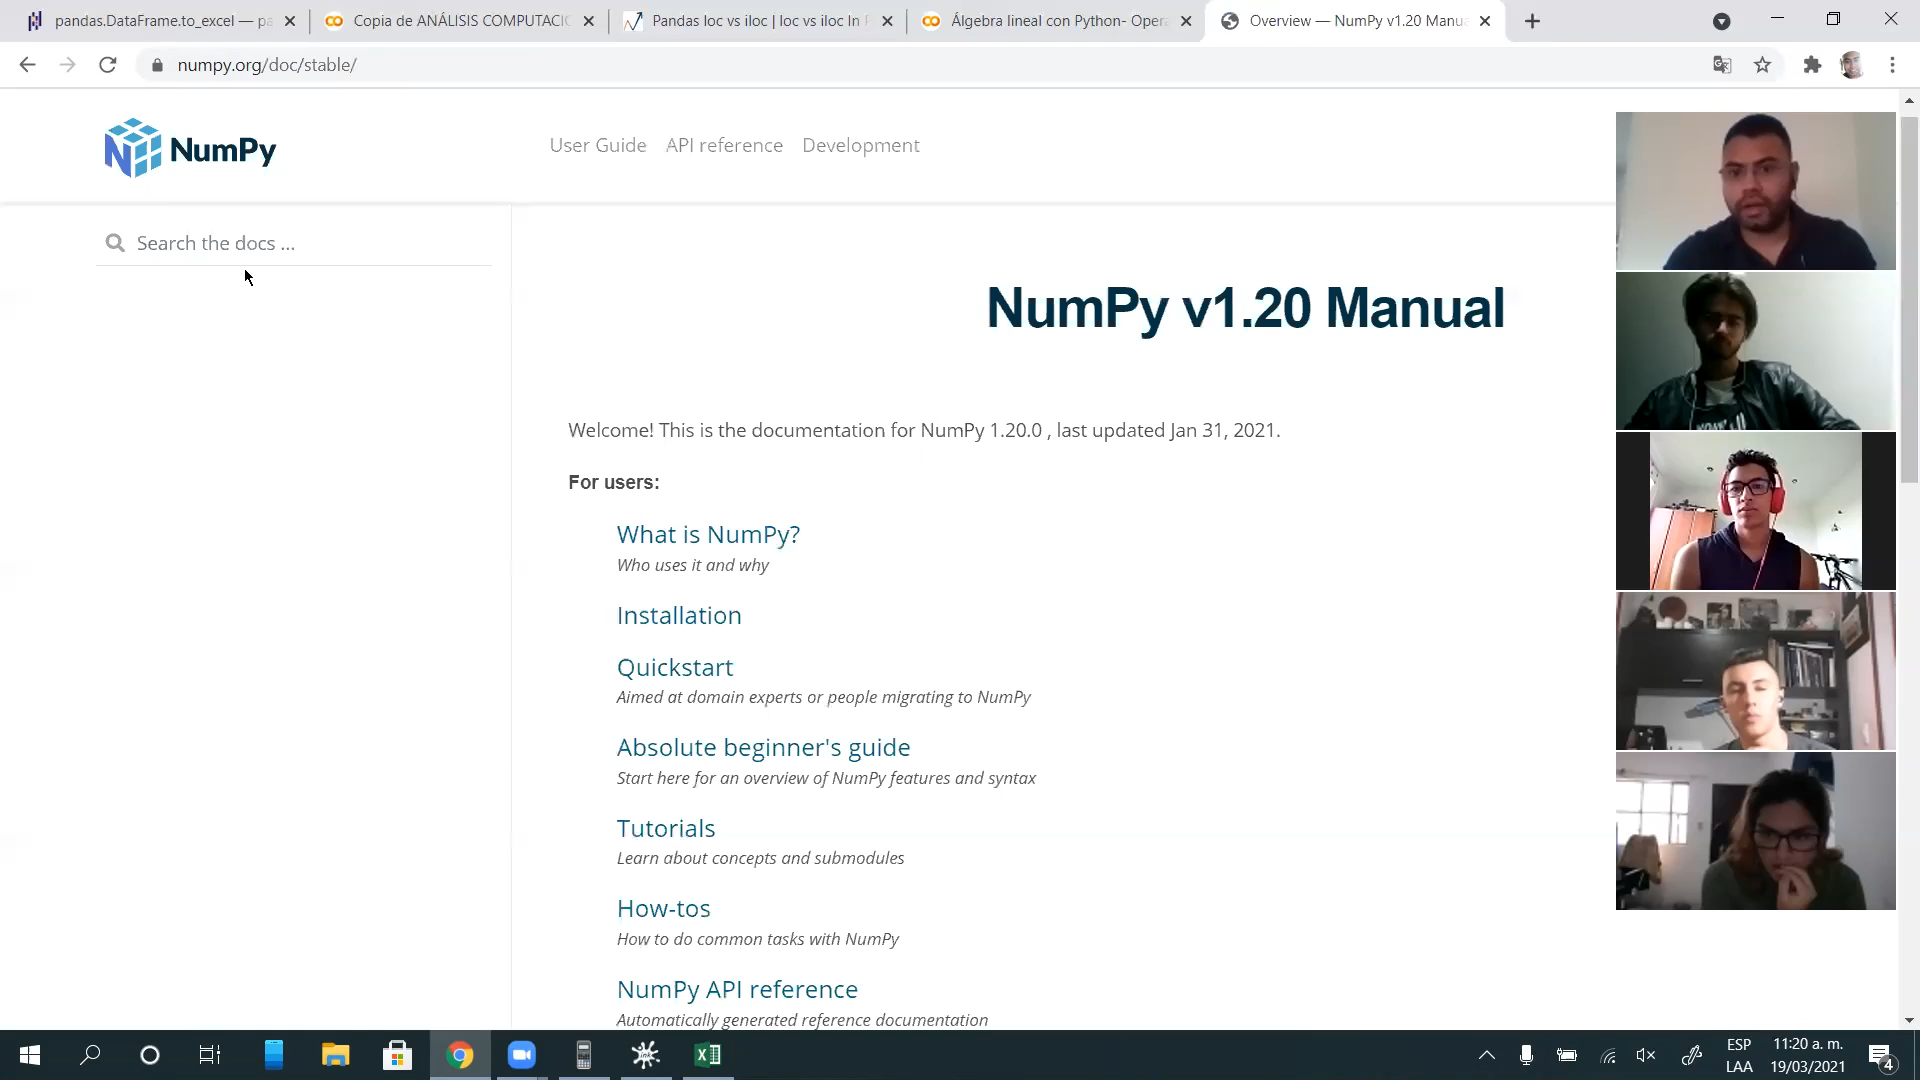 pandas.DataFrame.to_excel — pa
Copia de ANÁLISIS COMPUTACIO
Pandas loc vs iloc | loc vs iloc In P
Álgebra lineal con Python- Opera
Overview — NumPy v1.20 Manua
numpy.org/doc/stable/
NumPy
User Guide
API reference
Development
Search the docs ...
NumPy v1.20 Manual
Welcome! This is the documentation for NumPy 1.20.0 , last updated Jan 31, 2021.
For users:
What is NumPy?
Who uses it and why
Installation
Quickstart
Aimed at domain experts or people migrating to NumPy
Absolute beginner's guide
Start here for an overview of NumPy features and syntax
Tutorials
Learn about concepts and submodules
How-tos
How to do common tasks with NumPy
NumPy API reference
Automatically generated reference documentation
ESP
LAA
11:20 a. m.
19/03/2021
4